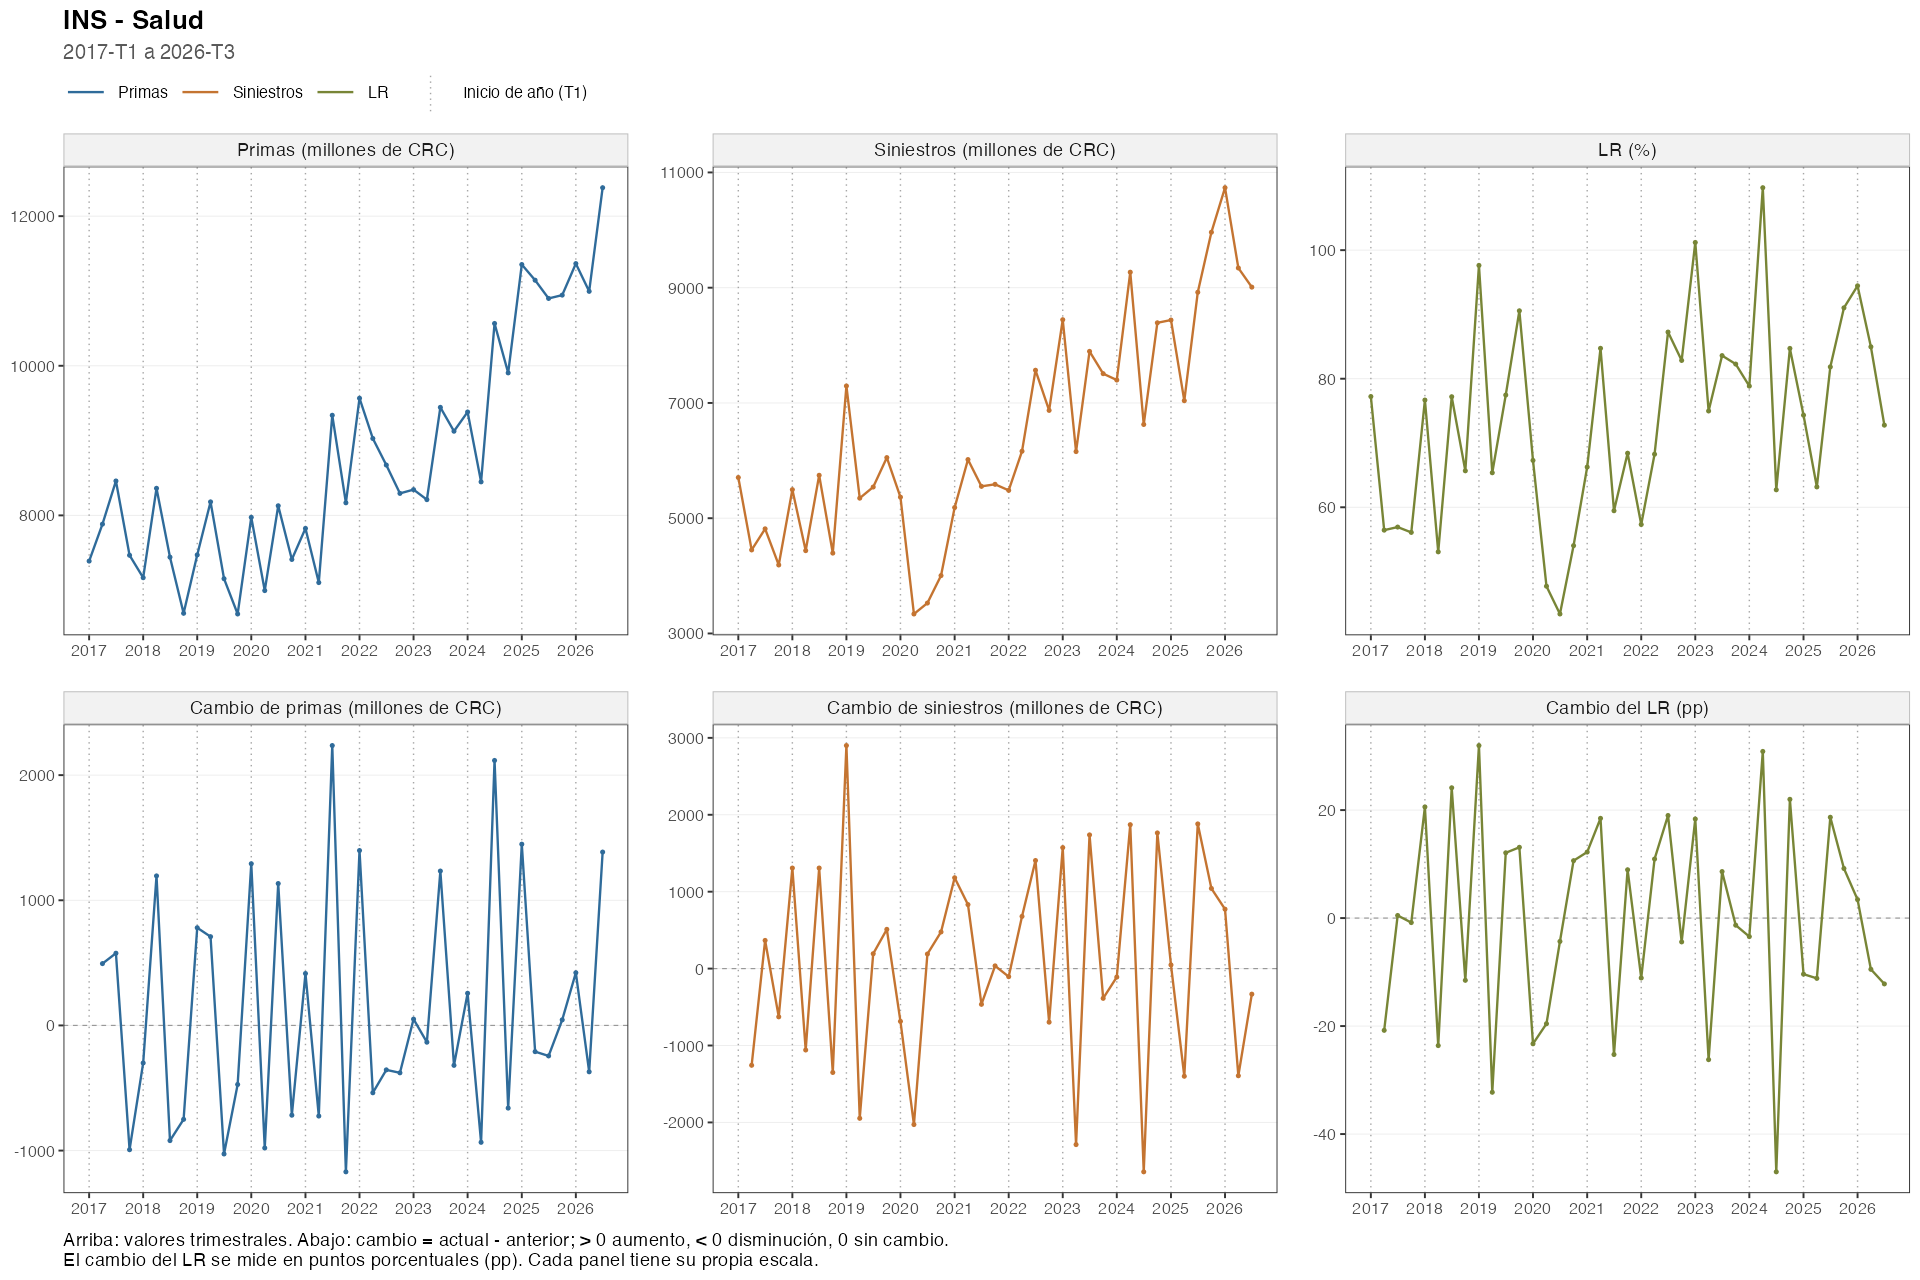 INS - Salud
2017-T1 a 2026-T3
Primas Siniestros LR Inicio de año (T1)
Primas (millones de CRC)
12000
10000
8000
2017 2018 2019 2020 2021 2022 2023 2024 2025 2026
Siniestros (millones de CRC)
11000
9000
7000
5000
3000
2017 2018 2019 2020 2021 2022 2023 2024 2025 2026
LR (%)
100
80
60
2017 2018 2019 2020 2021 2022 2023 2024 2025 2026
Cambio de primas (millones de CRC)
2000
1000
0
-1000
2017 2018 2019 2020 2021 2022 2023 2024 2025 2026
Cambio de siniestros (millones de CRC)
3000
2000
1000
0
-1000
-2000
2017 2018 2019 2020 2021 2022 2023 2024 2025 2026
Cambio del LR (pp)
20
0
-20
-40
2017 2018 2019 2020 2021 2022 2023 2024 2025 2026
Arriba: valores trimestrales. Abajo: cambio = actual - anterior; > 0 aumento, < 0 disminución, 0 sin cambio.
El cambio del LR se mide en puntos porcentuales (pp). Cada panel tiene su propia escala.